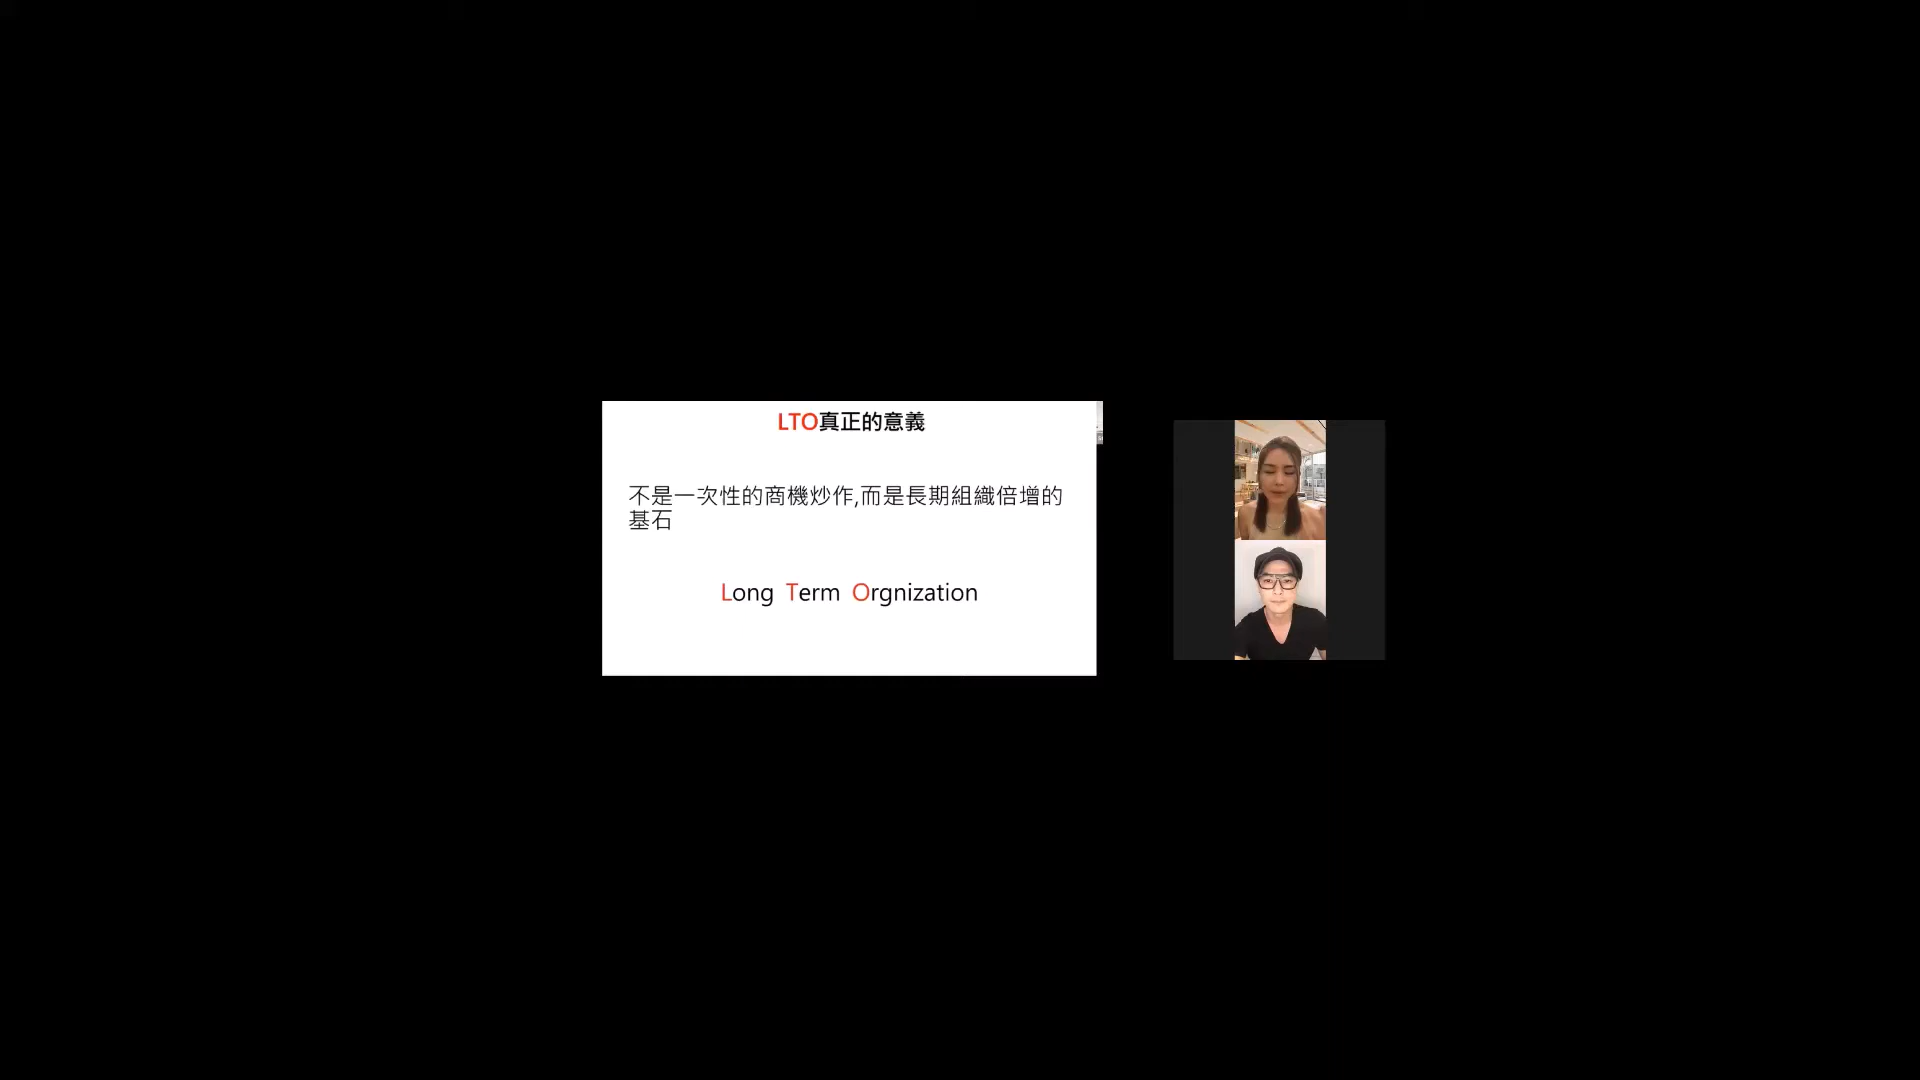 LTO真正的意義
不是一次性的商機炒作,而是長期組織倍增的
基石
Long Term Orgnization